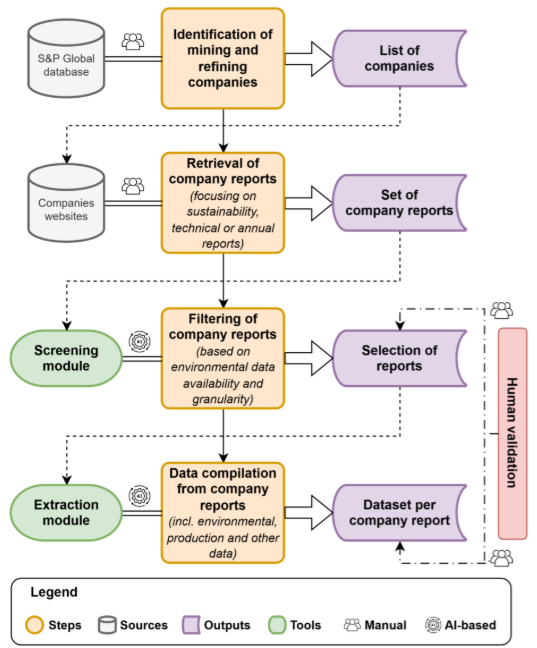 S&P Global
database
Identification of
mining and
refining
companies
List of
companies
Companies
websites
Retrieval of
company reports
(focusing on
sustainability,
technical or annual
reports)
Set of
company reports
Screening
module
AI
Filtering of
company reports
(based on
environmental data
availability and
granularity)
Selection of
reports
Human validation
Extraction
module
AI
Data compilation
from company
reports
(incl. environmental,
production and other
data)
Dataset per
company report
Legend
Steps
Sources
Outputs
Tools
Manual
AI
AI-based